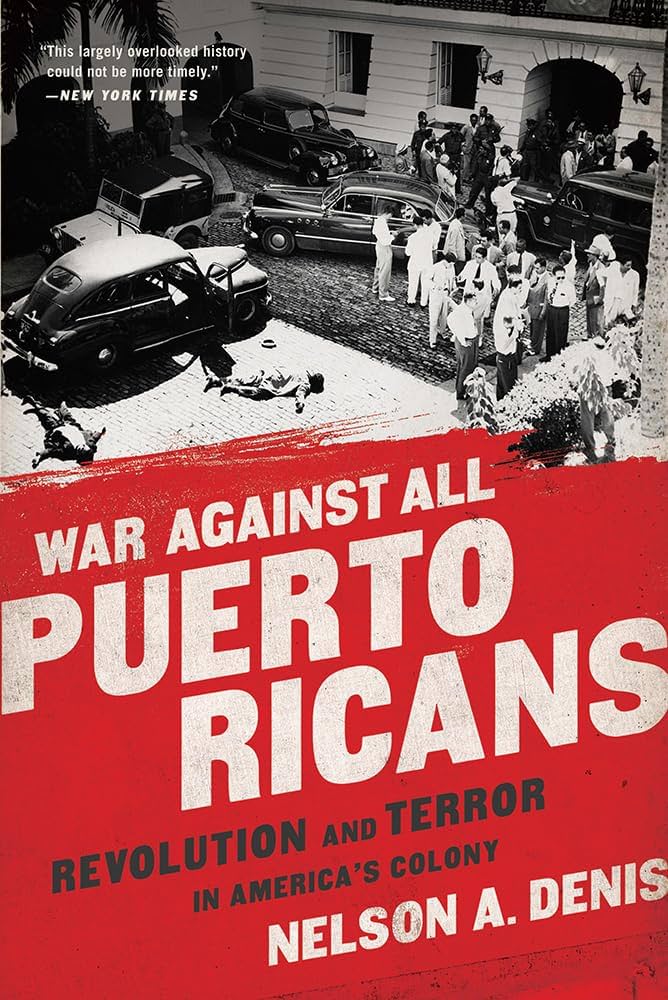 “This largely overlooked history
could not be more timely.”
—NEW YORK TIMES
WAR AGAINST ALL
PUERTO
RICANS
REVOLUTION AND TERROR
IN AMERICA’S COLONY
NELSON A. DENIS